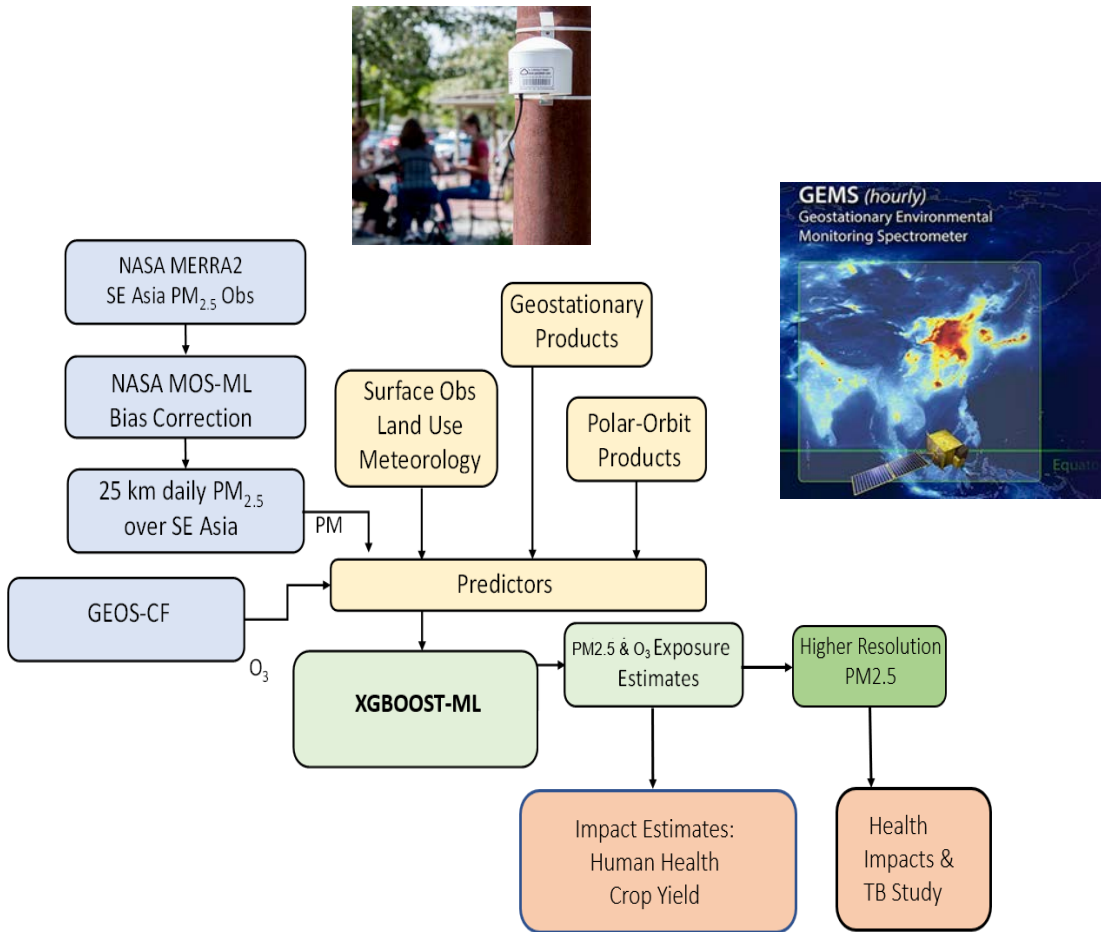 GEMS (hourly)
Geostationary Environmental
Monitoring Spectrometer
NASA MERRA2
SE Asia PM2.5 Obs
Geostationary
Products
NASA MOS-ML
Bias Correction
Surface Obs
Land Use
Meteorology
Polar-Orbit
Products
25 km daily PM2.5
over SE Asia
PM
Predictors
GEOS-CF
O3
XGBOOST-ML
PM2.5 & O3 Exposure
Estimates
Higher Resolution
PM2.5
Impact Estimates:
Human Health
Crop Yield
Health
Impacts &
TB Study